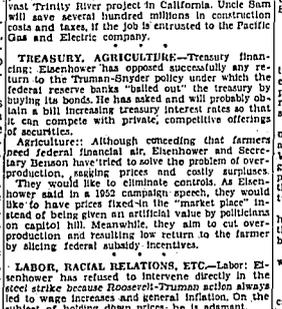 vast Trinity River project in California. Uncle Sam
will save several hundred millions in construction
costs and taxes, if the job is entrusted to the Pacific
Gas and Electric company.
* * * * *
TREASURY, AGRICULTURE—Treasury finan-
cing: Eisenhower has opposed successfully any re-
turn to the Truman-Snyder policy under which the
federal reserve banks "bailed out" the treasury by
buying its bonds. He has asked and will probably ob-
tain a bill increasing treasury interest rates so that
it can compete with private, competitive offerings
of securities.
Agriculture:: Although conceding that farmers
need federal financial air, Eisenhower and Secre-
tary Benson have tried to solve the problem of over-
production, sagging prices and costly surpluses.
They would like to eliminate controls. As Eisen-
hower said in a 1952 campaign speech, they would
like to have prices fixed in the "market place" in-
stead of being given an artificial value by politicians
on capitol hill. Meanwhile, they aim to cut over-
production and resulting low return to the farmer
by slicing federal subsidy incentives.
* * * * *
LABOR, RACIAL RELATIONS, ETC.—Labor: Ei-
senhower has refused to intervene directly in the
steel strike because Roosevelt-Truman action always
led to wage increases and general inflation. On the
subject of holding down prices, he is adamant.